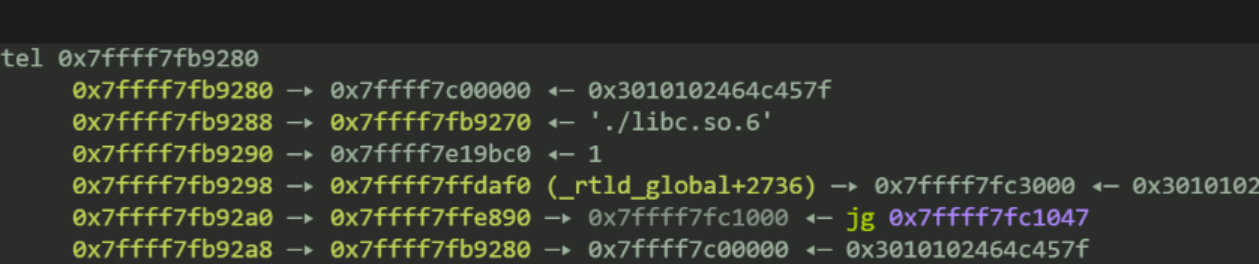 tel 0x7ffff7fb9280
0x7ffff7fb9280 —▸ 0x7ffff7c00000 ◂— 0x3010102464c457f
0x7ffff7fb9288 —▸ 0x7ffff7fb9270 ◂— './libc.so.6'
0x7ffff7fb9290 —▸ 0x7ffff7e19bc0 ◂— 1
0x7ffff7fb9298 —▸ 0x7ffff7ffdaf0 (_rtld_global+2736) —▸ 0x7ffff7fc3000 ◂— 0x3010102
0x7ffff7fb92a0 —▸ 0x7ffff7ffe890 —▸ 0x7ffff7fc1000 ◂— jg 0x7ffff7fc1047
0x7ffff7fb92a8 —▸ 0x7ffff7fb9280 —▸ 0x7ffff7c00000 ◂— 0x3010102464c457f